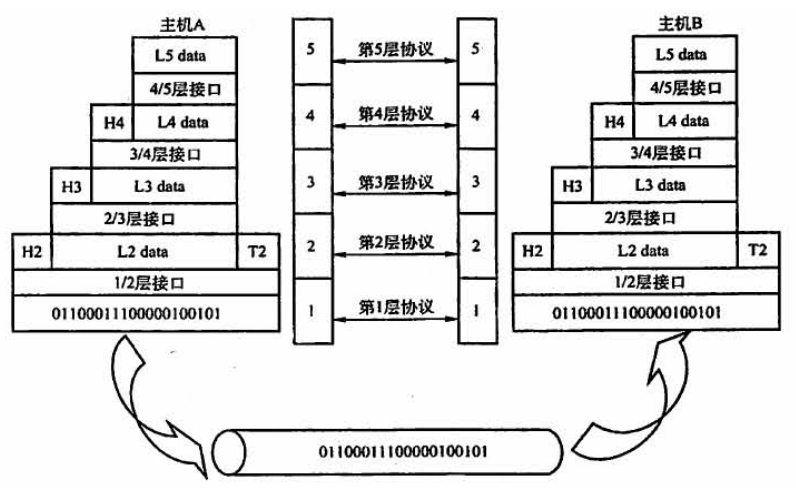 主机A
L5 data
4/5层接口
H4 L4 data
3/4层接口
H3 L3 data
2/3层接口
H2 L2 data T2
1/2层接口
01100011100000100101
5 第5层协议 5
4 第4层协议 4
3 第3层协议 3
2 第2层协议 2
1 第1层协议 1
主机B
L5 data
4/5层接口
H4 L4 data
3/4层接口
H3 L3 data
2/3层接口
H2 L2 data T2
1/2层接口
01100011100000100101
01100011100000100101